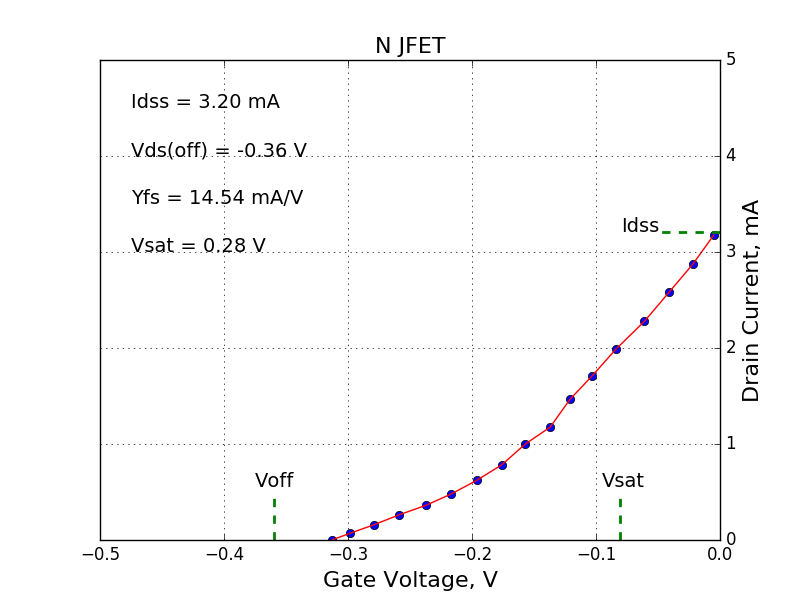 N JFET
Idss = 3.20 mA
Vds(off) = -0.36 V
Yfs = 14.54 mA/V
Vsat = 0.28 V
Idss
Voff
Vsat
5
4
3
2
1
0
Drain Current, mA
−0.5 −0.4 −0.3 −0.2 −0.1 0.0
Gate Voltage, V